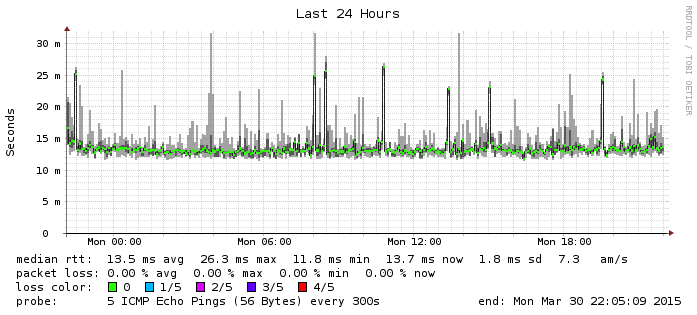 Last 24 Hours
RRDTOOL / TOBI OETIKER
Seconds
30 m
25 m
20 m
15 m
10 m
5 m
0
Mon 00:00 Mon 06:00 Mon 12:00 Mon 18:00
median rtt: 13.5 ms avg 26.3 ms max 11.8 ms min 13.7 ms now 1.8 ms sd 7.3 am/s
packet loss: 0.00 % avg 0.00 % max 0.00 % min 0.00 % now
loss color: 0 1/5 2/5 3/5 4/5
probe: 5 ICMP Echo Pings (56 Bytes) every 300s end: Mon Mar 30 22:05:09 2015